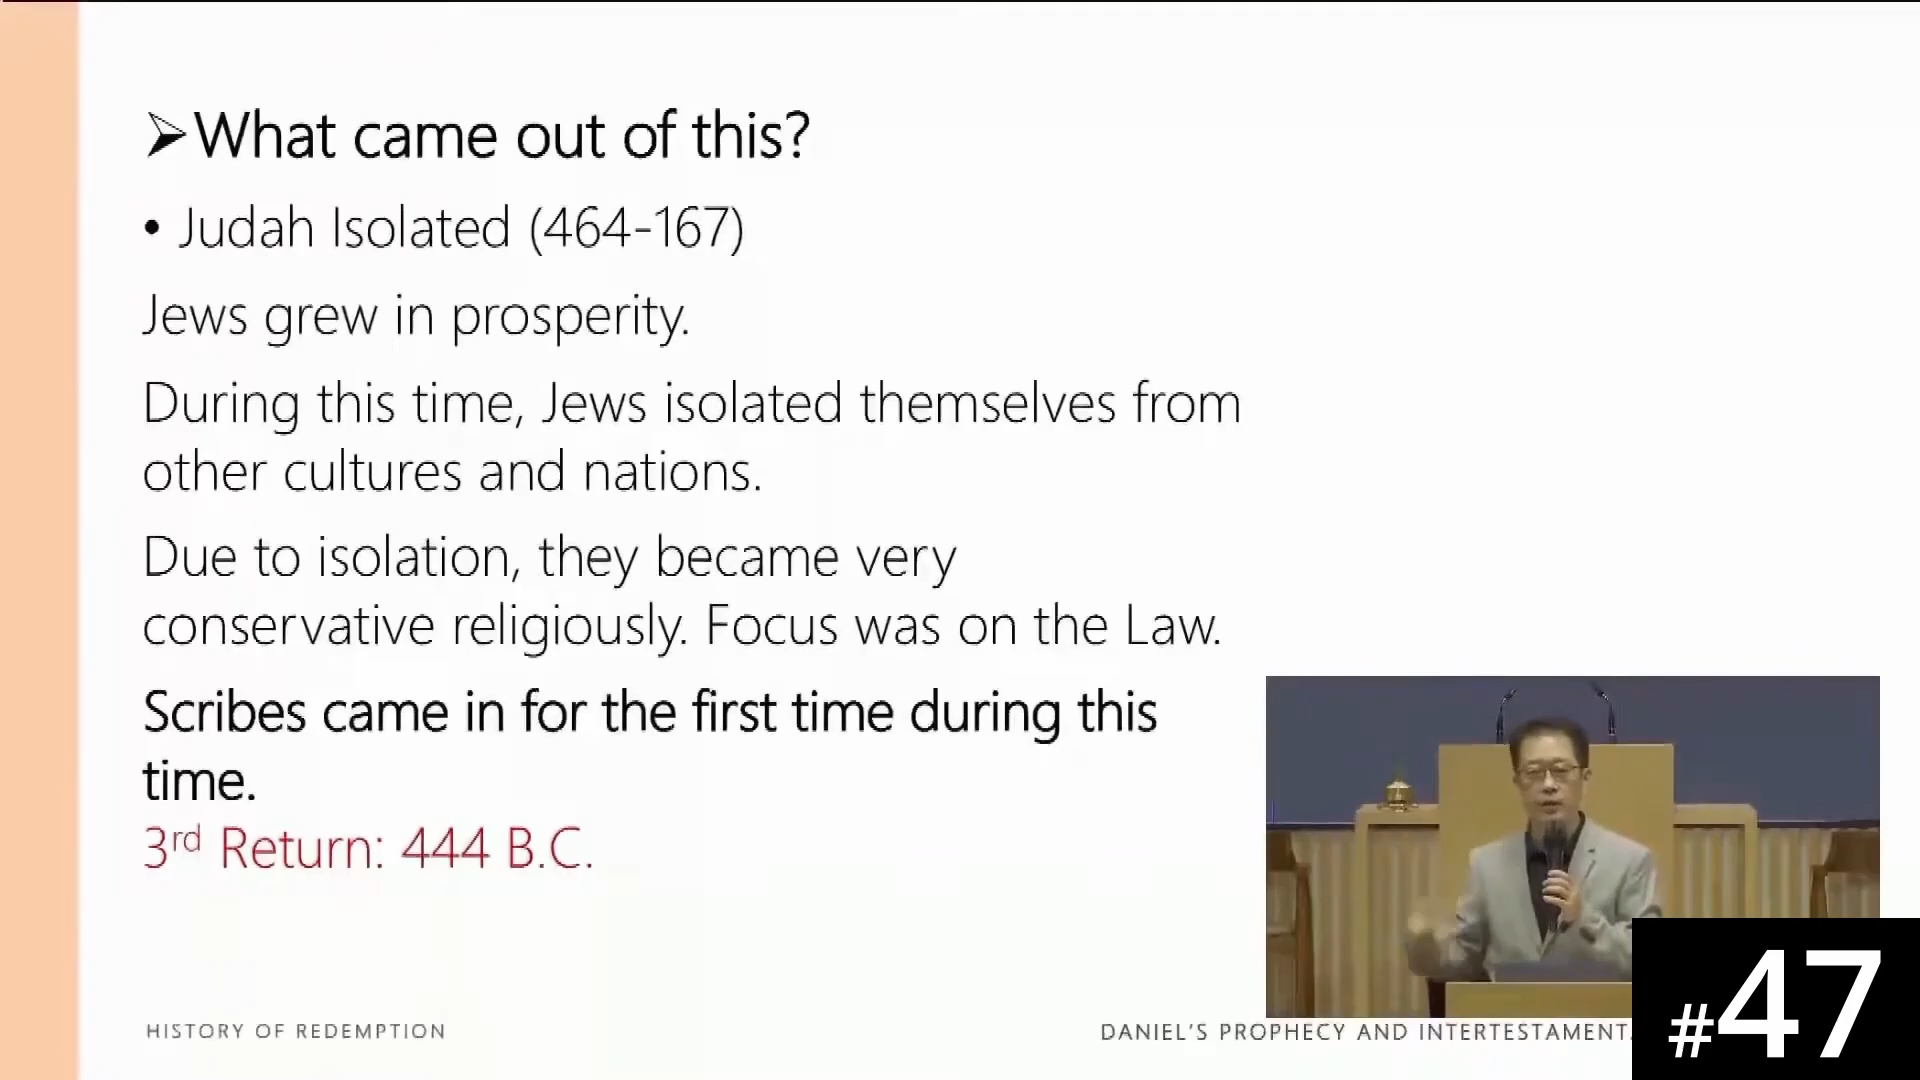 ➢What came out of this?
• Judah Isolated (464-167)
Jews grew in prosperity.
During this time, Jews isolated themselves from
other cultures and nations.
Due to isolation, they became very
conservative religiously. Focus was on the Law.
Scribes came in for the first time during this
time.
3rd Return: 444 B.C.
HISTORY OF REDEMPTION
DANIEL'S PROPHECY AND
#47